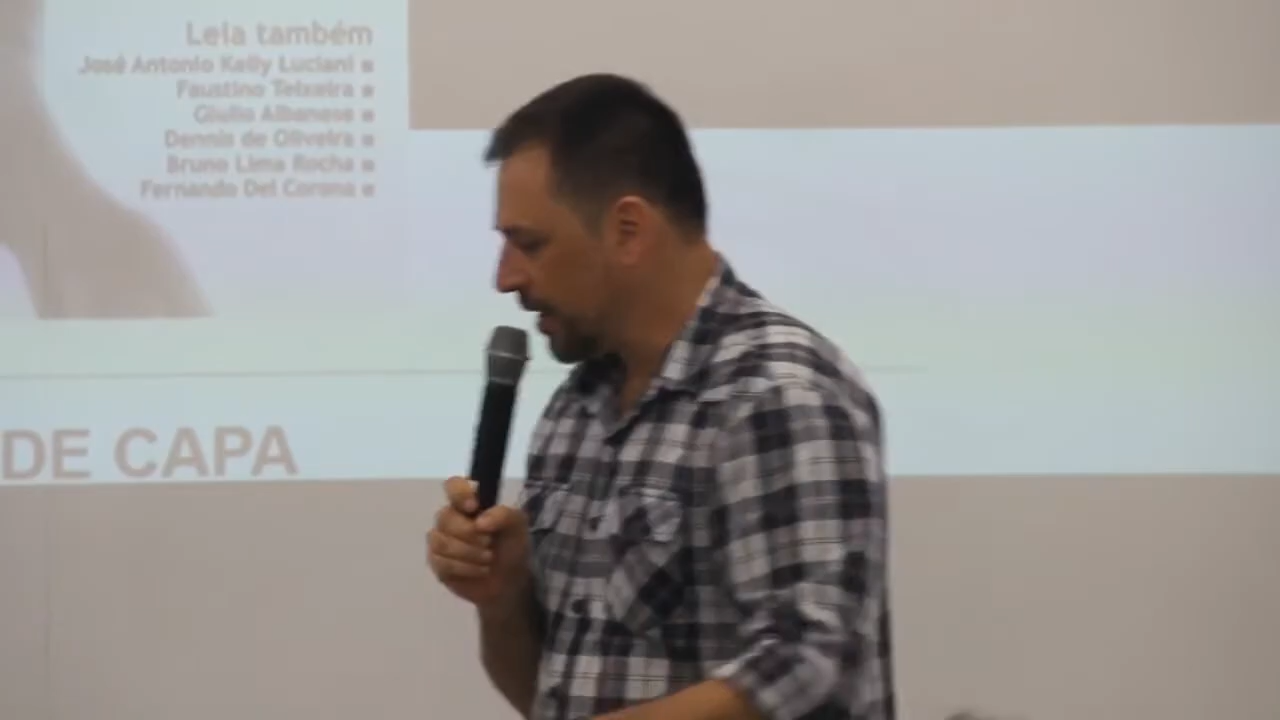 Leia também
José Antonio Kelly Luciani
Faustino Teixeira
Giulio Albanese
Dennis de Oliveira
Bruno Lima Rocha
Fernando Del Corona
DE CAPA